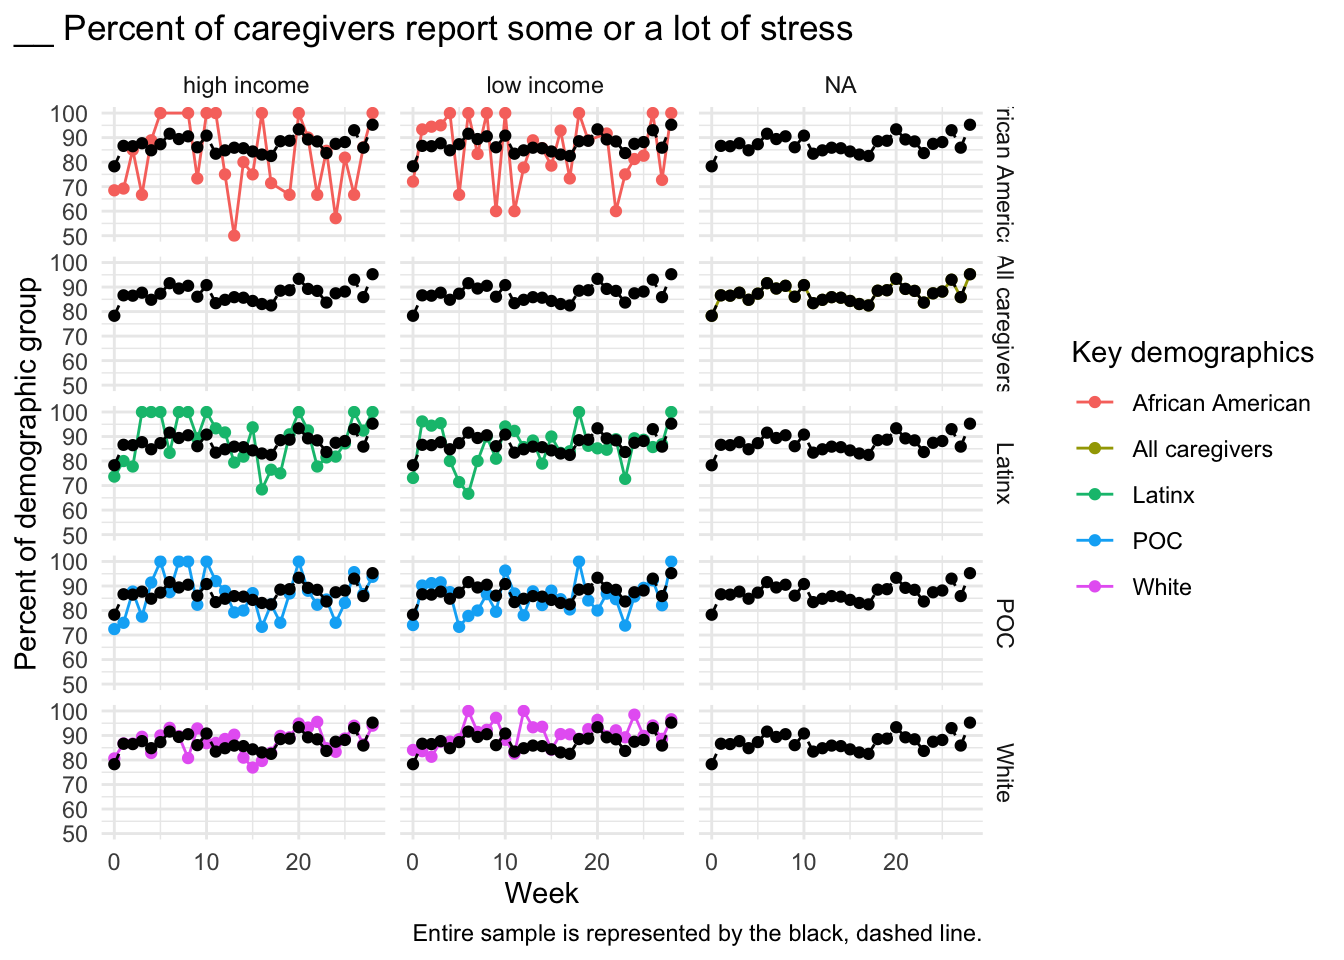 __ Percent of caregivers report some or a lot of stress
high income low income NA
100
90
80
70
60
50
rican Americ
100
90
80
70
60
50
All caregivers
100
90
80
70
60
50
Latinx
100
90
80
70
60
50
POC
100
90
80
70
60
50
White
0 10 20 0 10 20 0 10 20
Week
Percent of demographic group
Key demographics
African American
All caregivers
Latinx
POC
White
Entire sample is represented by the black, dashed line.